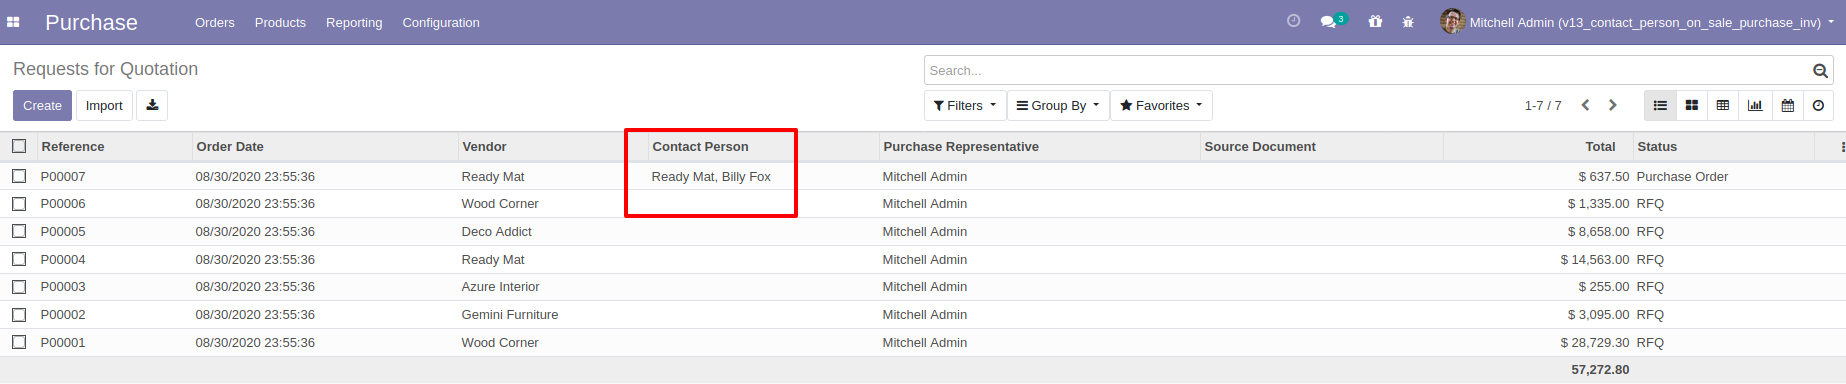 Purchase Orders Products Reporting Configuration 3 Mitchell Admin (v13_contact_person_on_sale_purchase_inv)
Requests for Quotation
Search...
Create Import Filters Group By Favorites 1-7 / 7
Reference Order Date Vendor Contact Person Purchase Representative Source Document Total Status
P00007 08/30/2020 23:55:36 Ready Mat Ready Mat, Billy Fox Mitchell Admin $ 637.50 Purchase Order
P00006 08/30/2020 23:55:36 Wood Corner Mitchell Admin $ 1,335.00 RFQ
P00005 08/30/2020 23:55:36 Deco Addict Mitchell Admin $ 8,658.00 RFQ
P00004 08/30/2020 23:55:36 Ready Mat Mitchell Admin $ 14,563.00 RFQ
P00003 08/30/2020 23:55:36 Azure Interior Mitchell Admin $ 255.00 RFQ
P00002 08/30/2020 23:55:36 Gemini Furniture Mitchell Admin $ 3,095.00 RFQ
P00001 08/30/2020 23:55:36 Wood Corner Mitchell Admin $ 28,729.30 RFQ
57,272.80